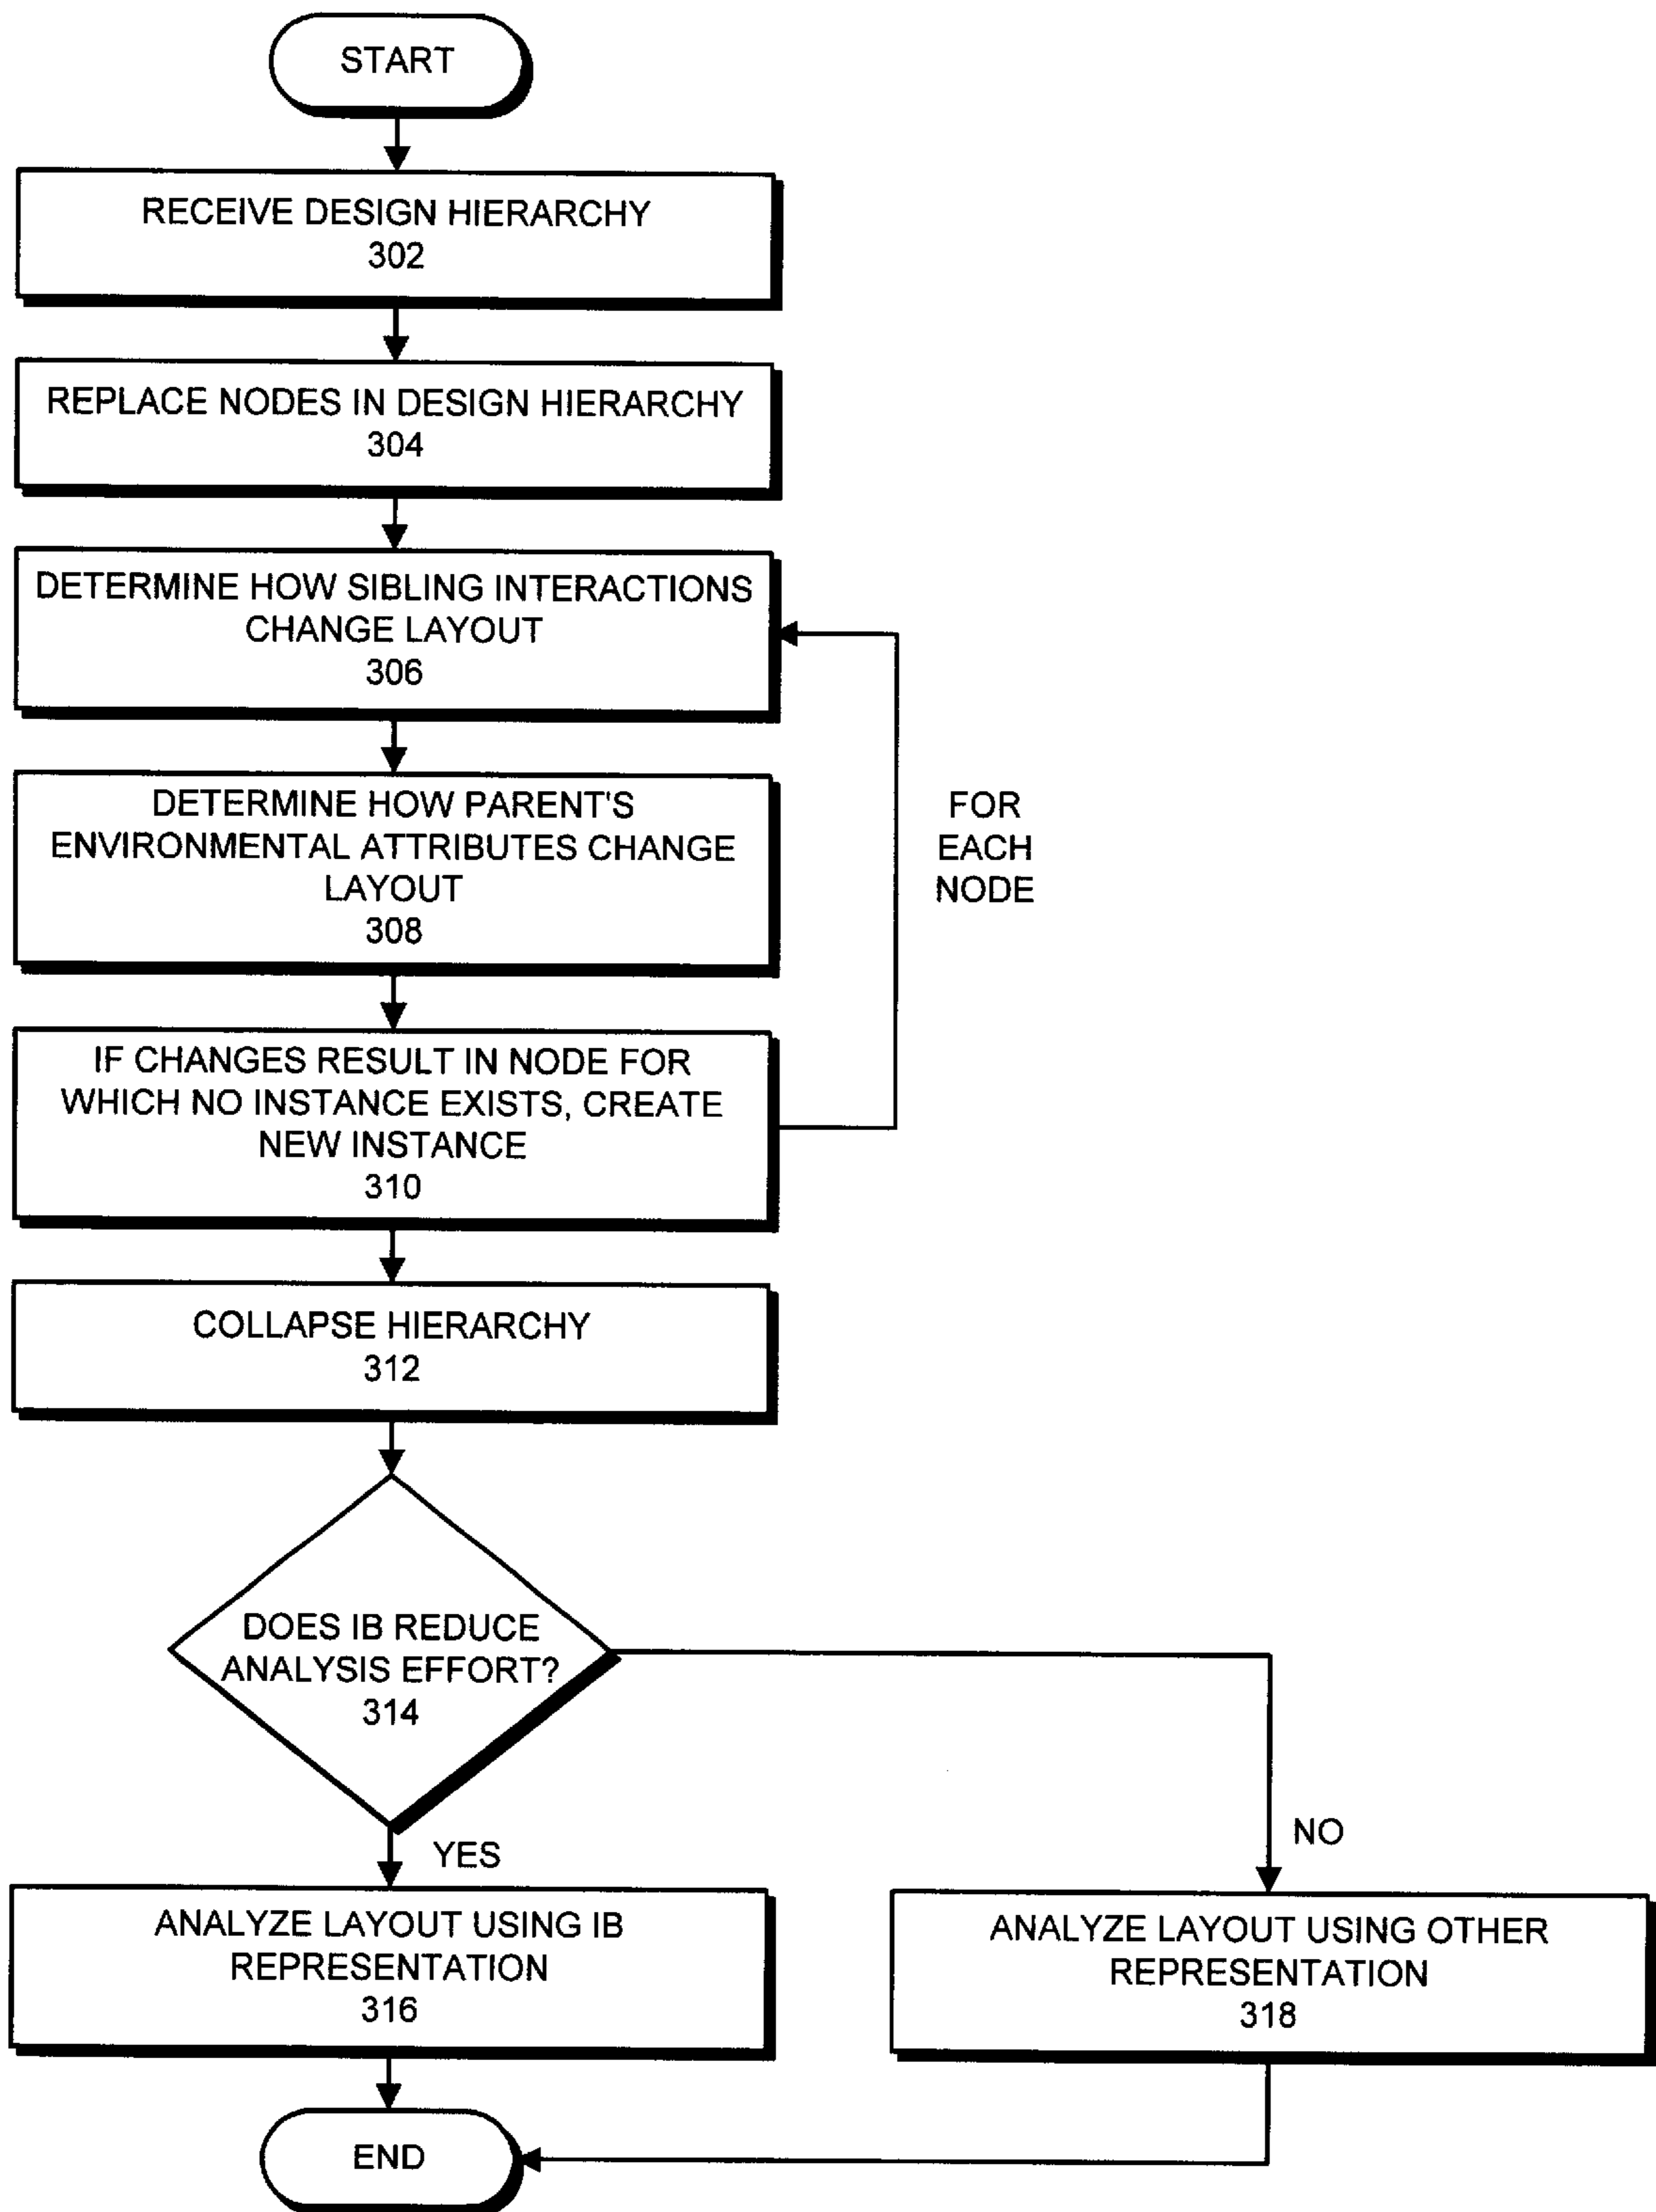 START
RECEIVE DESIGN HIERARCHY
302
REPLACE NODES IN DESIGN HIERARCHY
304
DETERMINE HOW SIBLING INTERACTIONS
CHANGE LAYOUT
306
DETERMINE HOW PARENT'S
ENVIRONMENTAL ATTRIBUTES CHANGE
LAYOUT
308
FOR
EACH
NODE
IF CHANGES RESULT IN NODE FOR
WHICH NO INSTANCE EXISTS, CREATE
NEW INSTANCE
310
COLLAPSE HIERARCHY
312
DOES IB REDUCE
ANALYSIS EFFORT?
314
YES
NO
ANALYZE LAYOUT USING IB
REPRESENTATION
316
ANALYZE LAYOUT USING OTHER
REPRESENTATION
318
END